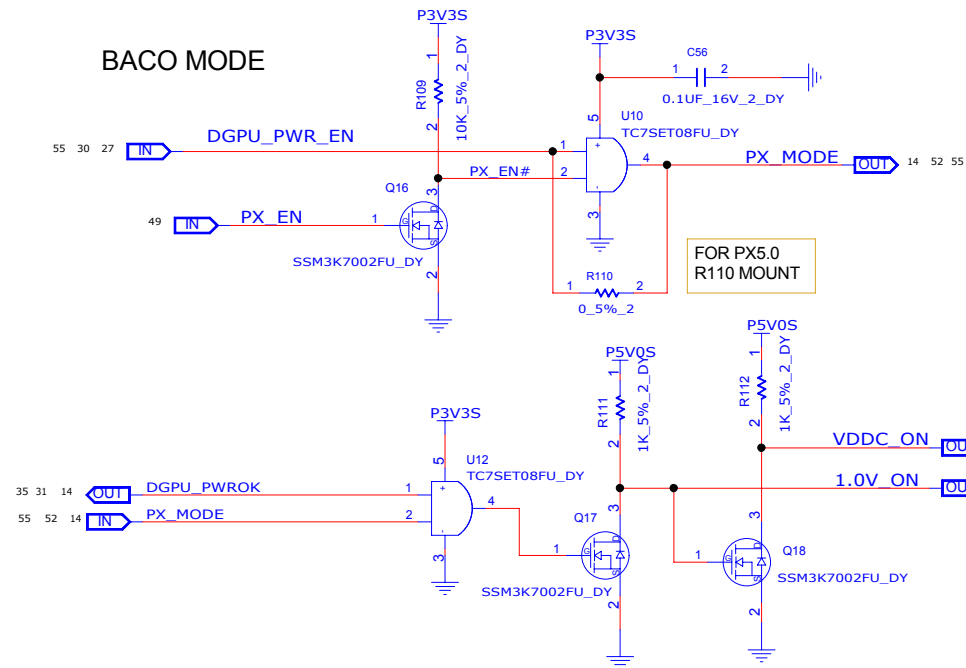 P3V3S
BACO MODE
1
R109
10K_5%_2_DY
2
P3V3S
C56
1 2
0.1UF_16V_2_DY
U10
TC7SET08FU_DY
5
55 30 27 IN DGPU_PWR_EN 1
+
4 PX_MODE OUT 14 52 55
PX_EN# 2
-
3
Q16
3
D
49 IN PX_EN 1
G
S
SSM3K7002FU_DY
2
FOR PX5.0
R110 MOUNT
R110
1 2
0_5%_2
P5V0S
1
R112
1K_5%_2_DY
2
P5V0S
1
R111
1K_5%_2_DY
2
P3V3S
5
U12
TC7SET08FU_DY
VDDC_ON OU
1.0V_ON OU
35 31 14 OUT DGPU_PWROK 1
+
4
55 52 14 IN PX_MODE 2
-
3
Q17
3
D
1
G
S
SSM3K7002FU_DY
2
3
D
Q18
1
G
S
SSM3K7002FU_DY
2